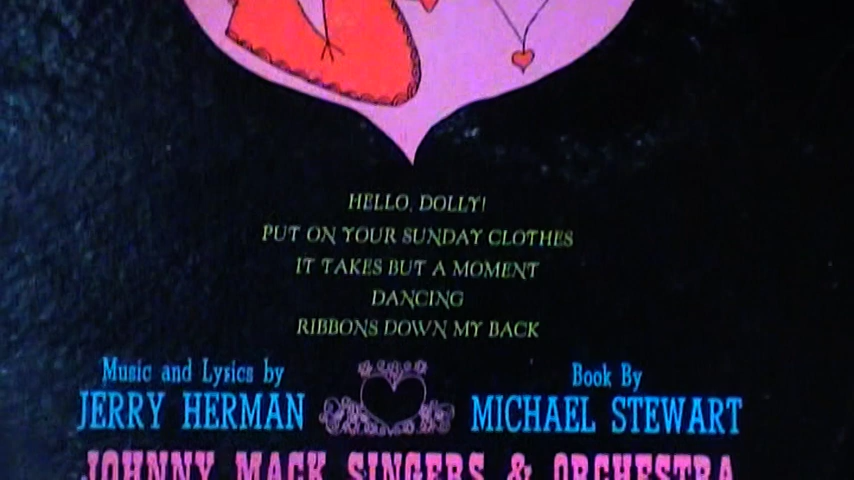 HELLO, DOLLY!
PUT ON YOUR SUNDAY CLOTHES
IT TAKES BUT A MOMENT
DANCING
RIBBONS DOWN MY BACK
Music and Lyrics by
JERRY HERMAN
Book By
MICHAEL STEWART
JOHNNY MACK SINGERS & ORCHESTRA